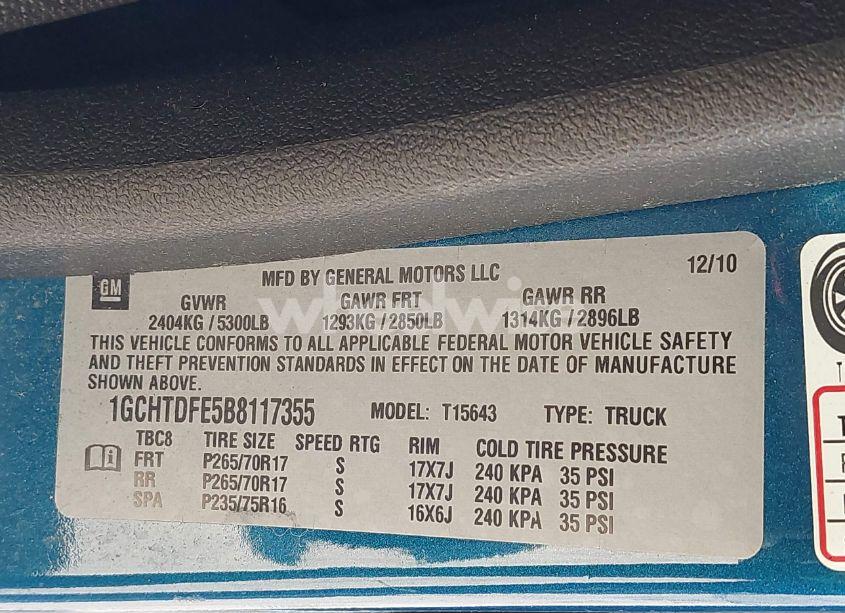 GM
MFD BY GENERAL MOTORS LLC 12/10
GVWR GAWR FRT GAWR RR
2404KG / 5300LB 1293KG / 2850LB 1314KG / 2896LB
THIS VEHICLE CONFORMS TO ALL APPLICABLE FEDERAL MOTOR VEHICLE SAFETY
AND THEFT PREVENTION STANDARDS IN EFFECT ON THE DATE OF MANUFACTURE
SHOWN ABOVE.
1GCHTDFE5B8117355 MODEL: T15643 TYPE: TRUCK
TBC8 TIRE SIZE SPEED RTG RIM COLD TIRE PRESSURE
FRT P265/70R17 S 17X7J 240 KPA 35 PSI
RR P265/70R17 S 17X7J 240 KPA 35 PSI
SPA P235/75R16 S 16X6J 240 KPA 35 PSI